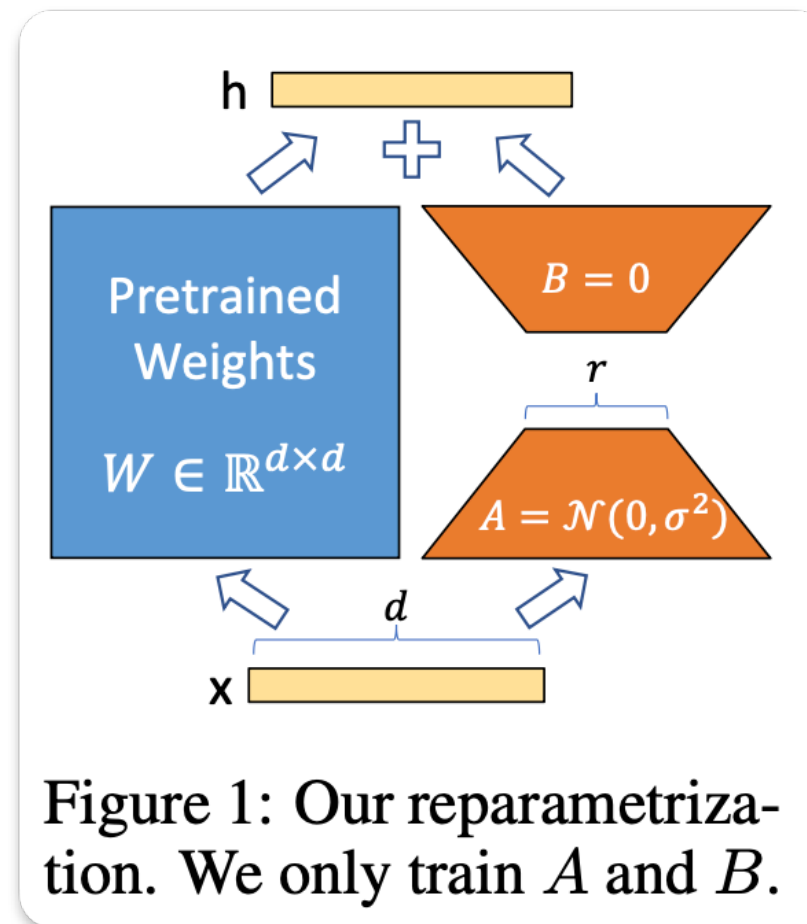 h
Pretrained
Weights
W ∈ ℝ^{d×d}
B = 0
r
A = 𝒩(0, σ²)
d
x
Figure 1: Our reparametriza-
tion. We only train A and B.